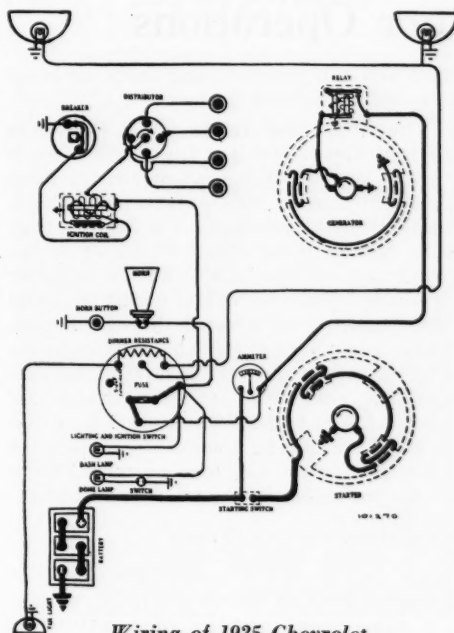 Operations
RELAY
BREAKER
DISTRIBUTOR
GENERATOR
IGNITION COIL
HORN
HORN BUTTON
DIMMER RESISTANCE
AMMETER
FUSE
LIGHTING AND IGNITION SWITCH
DASH LAMP
DOME LAMP
SWITCH
STARTING SWITCH
STARTER
BATTERY
LIGHT
Wiring of 1925 Chevrolet